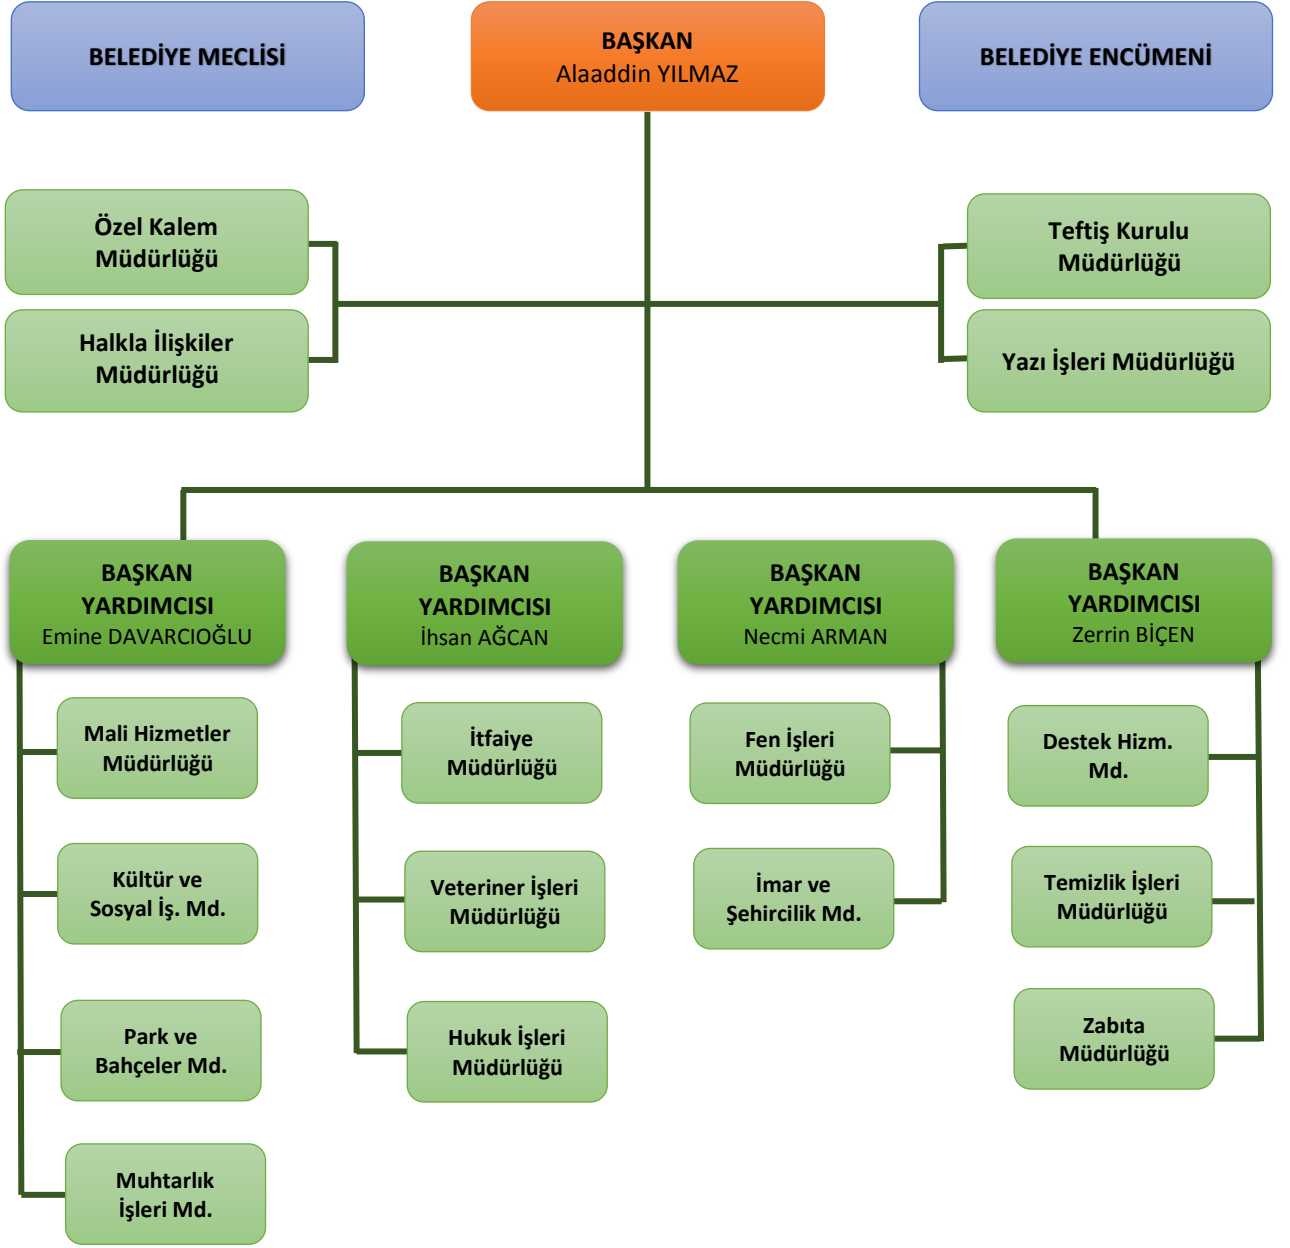 BELEDİYE MECLİSİ
BAŞKAN
Alaaddin YILMAZ
BELEDİYE ENCÜMENİ
Özel Kalem
Müdürlüğü
Teftiş Kurulu
Müdürlüğü
Halkla İlişkiler
Müdürlüğü
Yazı İşleri Müdürlüğü
BAŞKAN
YARDIMCISI
Emine DAVARCIOĞLU
BAŞKAN
YARDIMCISI
İhsan AĞCAN
BAŞKAN
YARDIMCISI
Necmi ARMAN
BAŞKAN
YARDIMCISI
Zerrin BİÇEN
Mali Hizmetler
Müdürlüğü
İtfaiye
Müdürlüğü
Fen İşleri
Müdürlüğü
Destek Hizm.
Md.
Kültür ve
Sosyal İş. Md.
Veteriner İşleri
Müdürlüğü
İmar ve
Şehircilik Md.
Temizlik İşleri
Müdürlüğü
Park ve
Bahçeler Md.
Hukuk İşleri
Müdürlüğü
Zabıta
Müdürlüğü
Muhtarlık
İşleri Md.